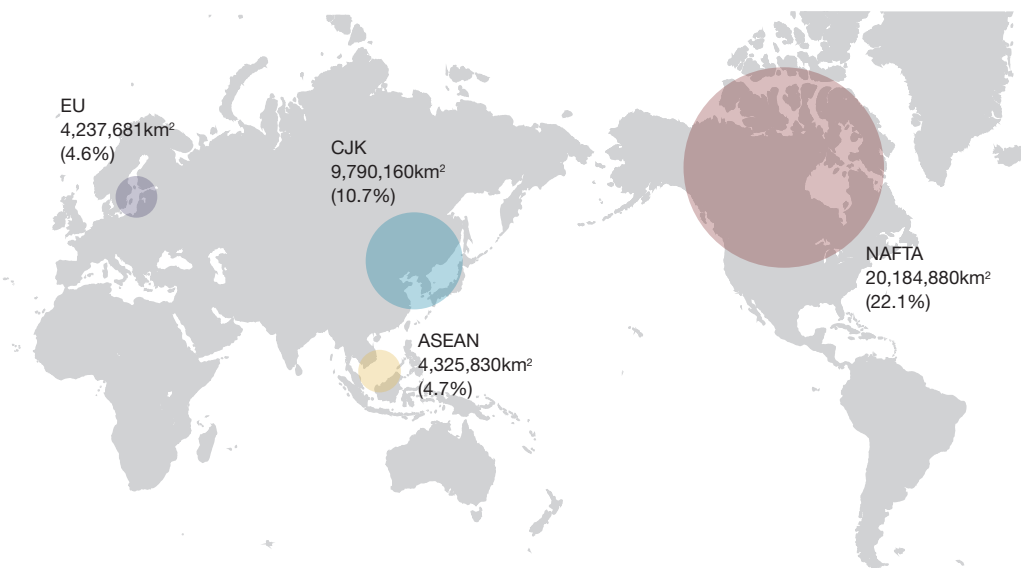 EU
4,237,681km²
(4.6%)
CJK
9,790,160km²
(10.7%)
NAFTA
20,184,880km²
(22.1%)
ASEAN
4,325,830km²
(4.7%)